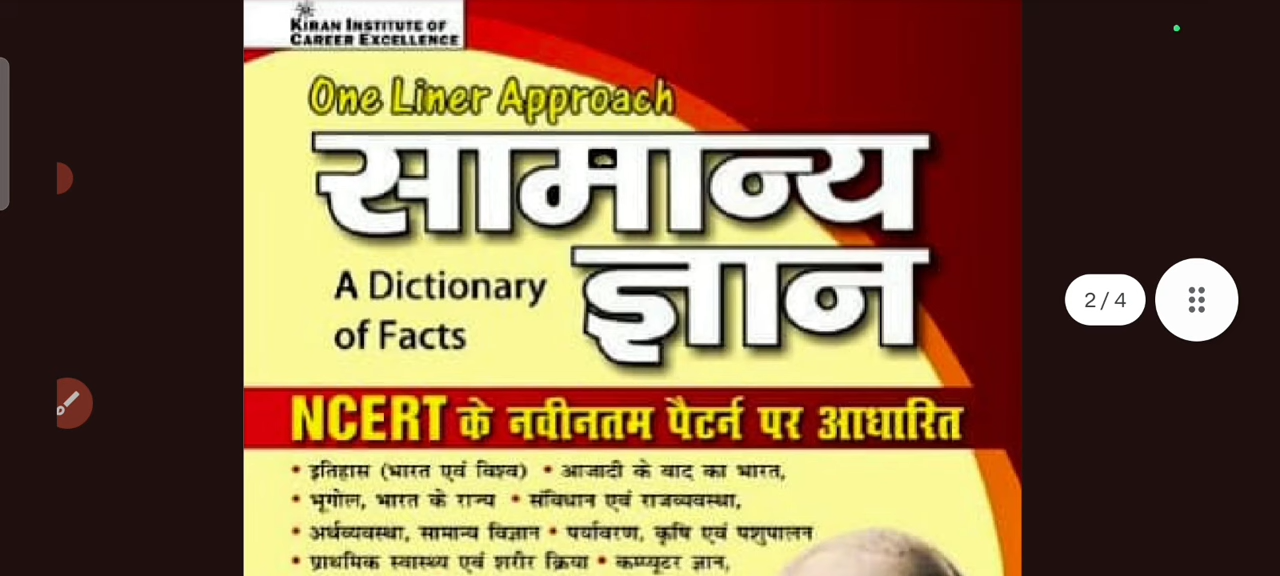 KIRAN INSTITUTE OF
CAREER EXCELLENCE
One Liner Approach
सामान्य
ज्ञान
A Dictionary
of Facts
2 / 4
NCERT के नवीनतम पैटर्न पर आधारित
• इतिहास (भारत एवं विश्व) • आजादी के बाद का भारत,
• भूगोल, भारत के राज्य • संविधान एवं राजव्यवस्था,
• अर्थव्यवस्था, सामान्य विज्ञान • पर्यावरण, कृषि एवं पशुपालन
• प्राथमिक स्वास्थ्य एवं शरीर क्रिया • कम्प्यूटर ज्ञान,